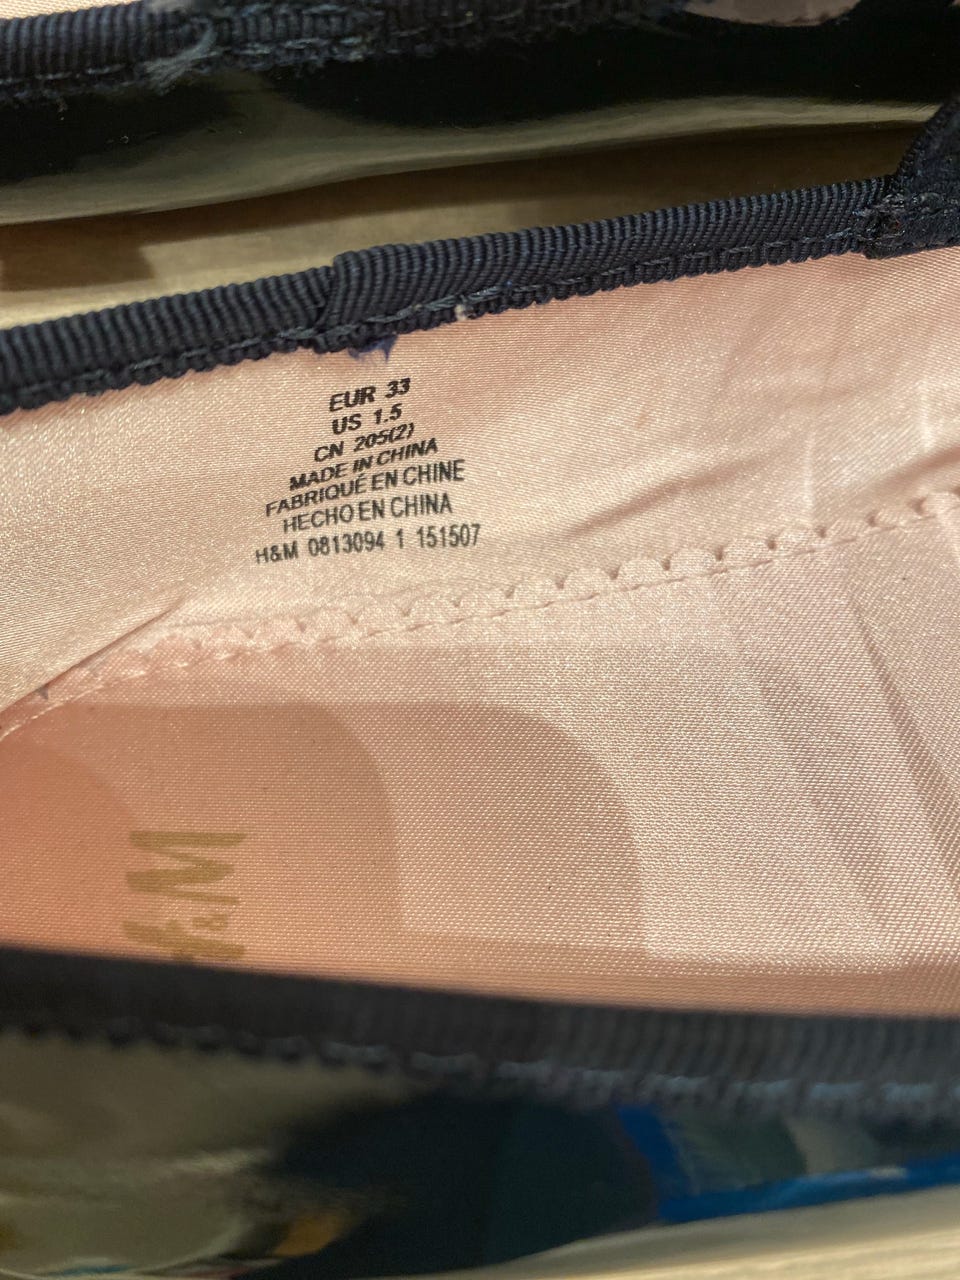 EUR 33
US 1.5
CN 205(2)
MADE IN CHINA
FABRIQUÉ EN CHINE
HECHO EN CHINA
H&M 0813094 1 151507
H&M